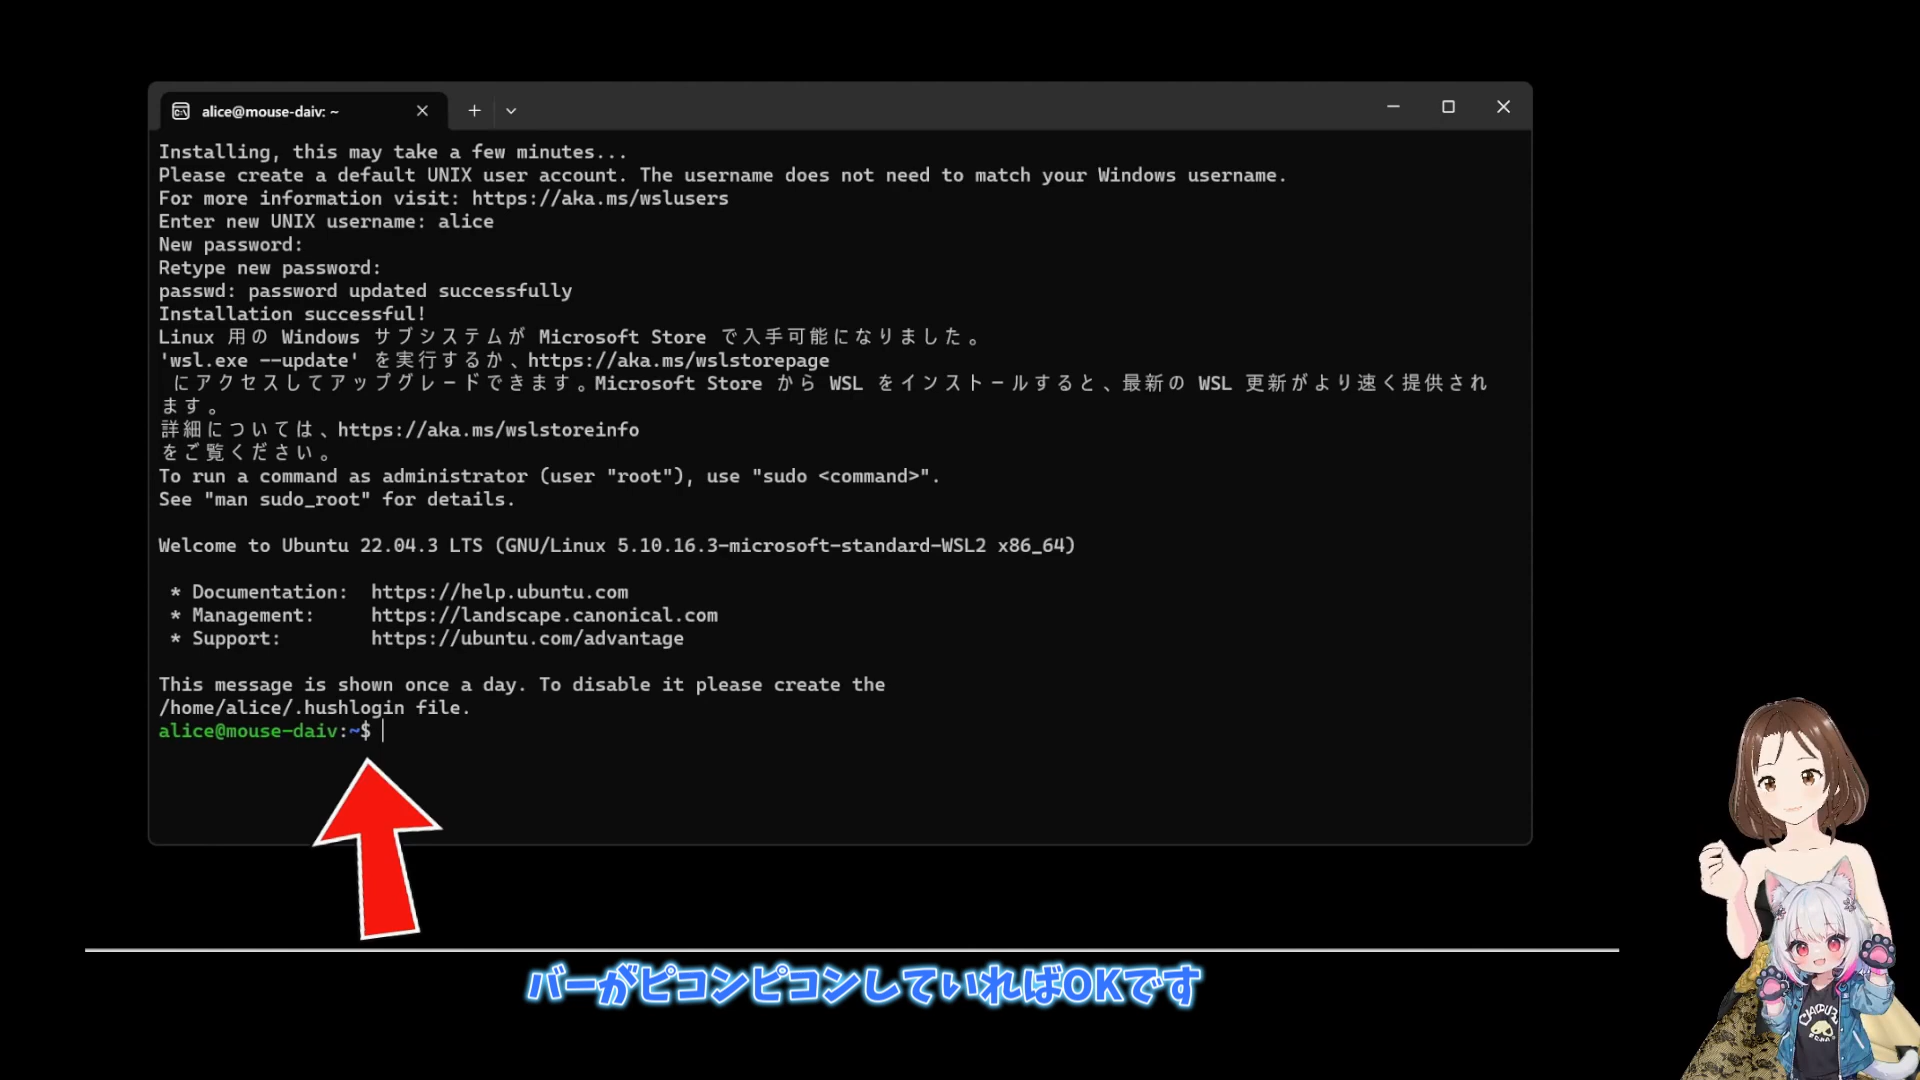 alice@mouse-daiv: ~
Installing, this may take a few minutes...
Please create a default UNIX user account. The username does not need to match your Windows username.
For more information visit: https://aka.ms/wslusers
Enter new UNIX username: alice
New password:
Retype new password:
passwd: password updated successfully
Installation successful!
Linux 用の Windows サブシステムが Microsoft Store で入手可能になりました。
'wsl.exe --update' を実行するか、https://aka.ms/wslstorepage
にアクセスしてアップグレードできます。Microsoft Store から WSL をインストールすると、最新の WSL 更新がより速く提供され
ます。
詳細については、https://aka.ms/wslstoreinfo
をご覧ください。
To run a command as administrator (user "root"), use "sudo <command>".
See "man sudo_root" for details.
Welcome to Ubuntu 22.04.3 LTS (GNU/Linux 5.10.16.3-microsoft-standard-WSL2 x86_64)
* Documentation:  https://help.ubuntu.com
* Management:     https://landscape.canonical.com
* Support:        https://ubuntu.com/advantage
This message is shown once a day. To disable it please create the
/home/alice/.hushlogin file.
alice@mouse-daiv:~$
バーがピコンピコンしていればOKです